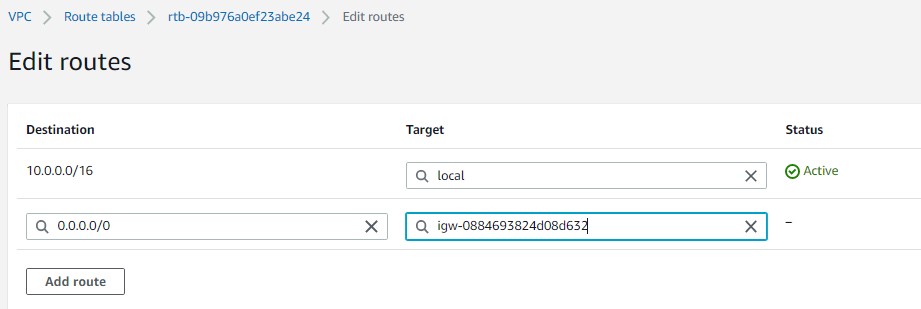 VPC > Route tables > rtb-09b976a0ef23abe24 > Edit routes
Edit routes
Destination Target Status
10.0.0.0/16 local Active
0.0.0.0/0 igw-0884693824d08d632 –
Add route